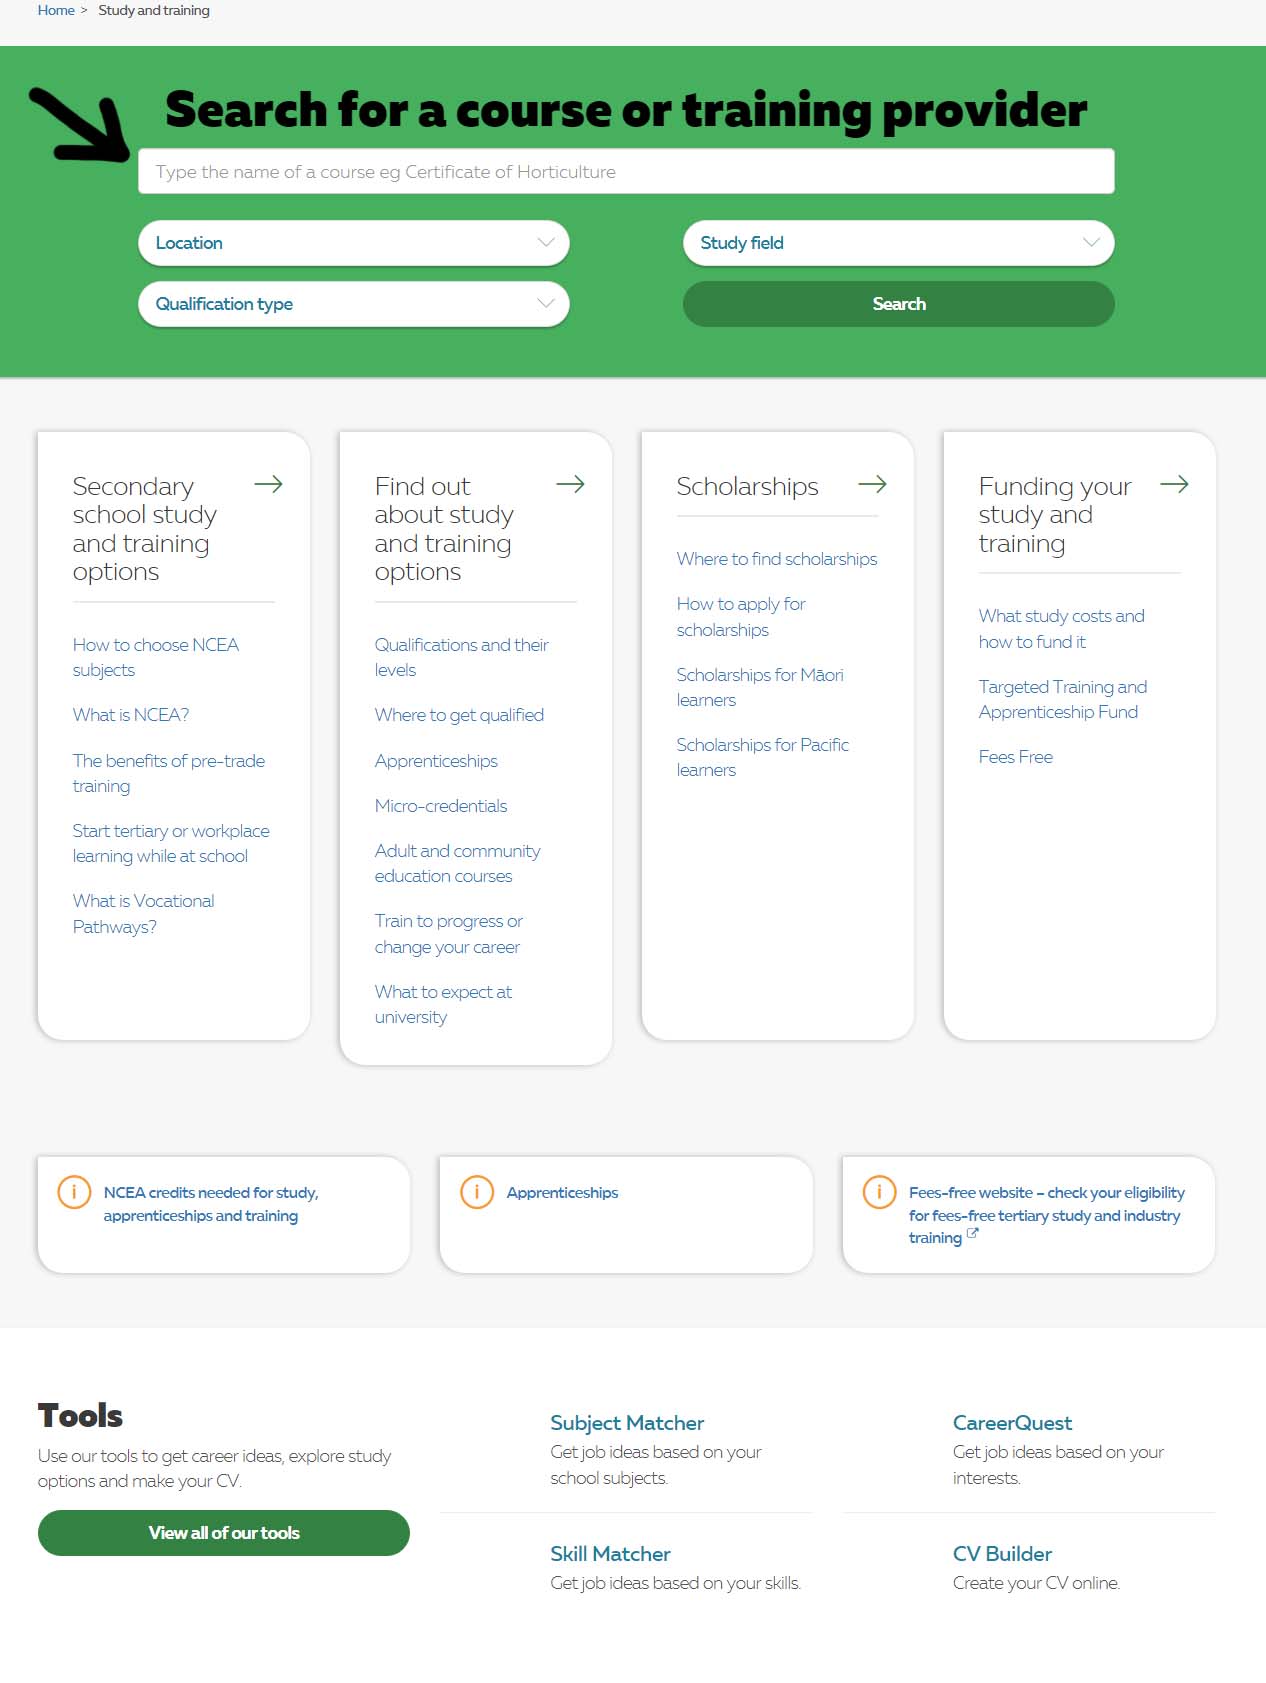 Home > Study and training
Search for a course or training provider
Type the name of a course eg Certificate of Horticulture
Location
Study field
Qualification type
Search
Secondary
school study
and training
options
How to choose NCEA
subjects
What is NCEA?
The benefits of pre-trade
training
Start tertiary or workplace
learning while at school
What is Vocational
Pathways?
Find out
about study
and training
options
Qualifications and their
levels
Where to get qualified
Apprenticeships
Micro-credentials
Adult and community
education courses
Train to progress or
change your career
What to expect at
university
Scholarships
Where to find scholarships
How to apply for
scholarships
Scholarships for Māori
learners
Scholarships for Pacific
learners
Funding your
study and
training
What study costs and
how to fund it
Targeted Training and
Apprenticeship Fund
Fees Free
NCEA credits needed for study,
apprenticeships and training
Apprenticeships
Fees-free website – check your eligibility
for fees-free tertiary study and industry
training
Tools
Use our tools to get career ideas, explore study
options and make your CV.
View all of our tools
Subject Matcher
Get job ideas based on your
school subjects.
CareerQuest
Get job ideas based on your
interests.
Skill Matcher
Get job ideas based on your skills.
CV Builder
Create your CV online.